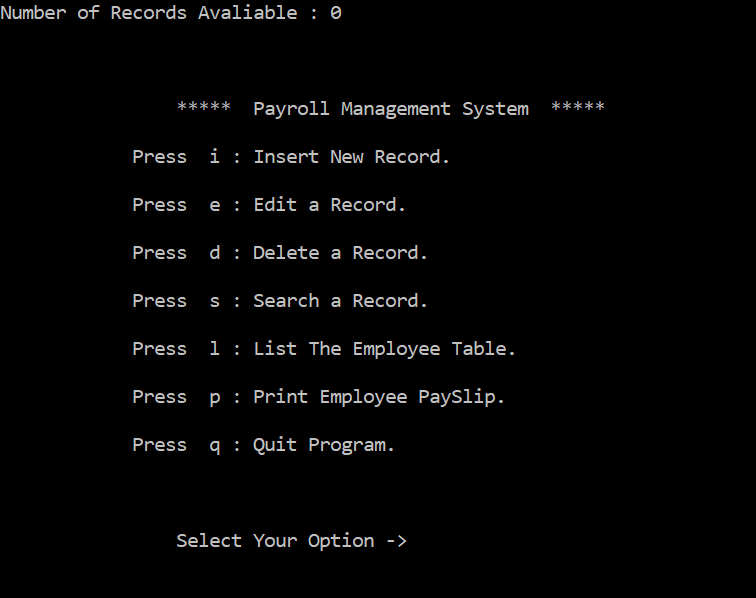 Number of Records Avaliable : 0
***** Payroll Management System *****
Press i : Insert New Record.
Press e : Edit a Record.
Press d : Delete a Record.
Press s : Search a Record.
Press l : List The Employee Table.
Press p : Print Employee PaySlip.
Press q : Quit Program.
Select Your Option ->